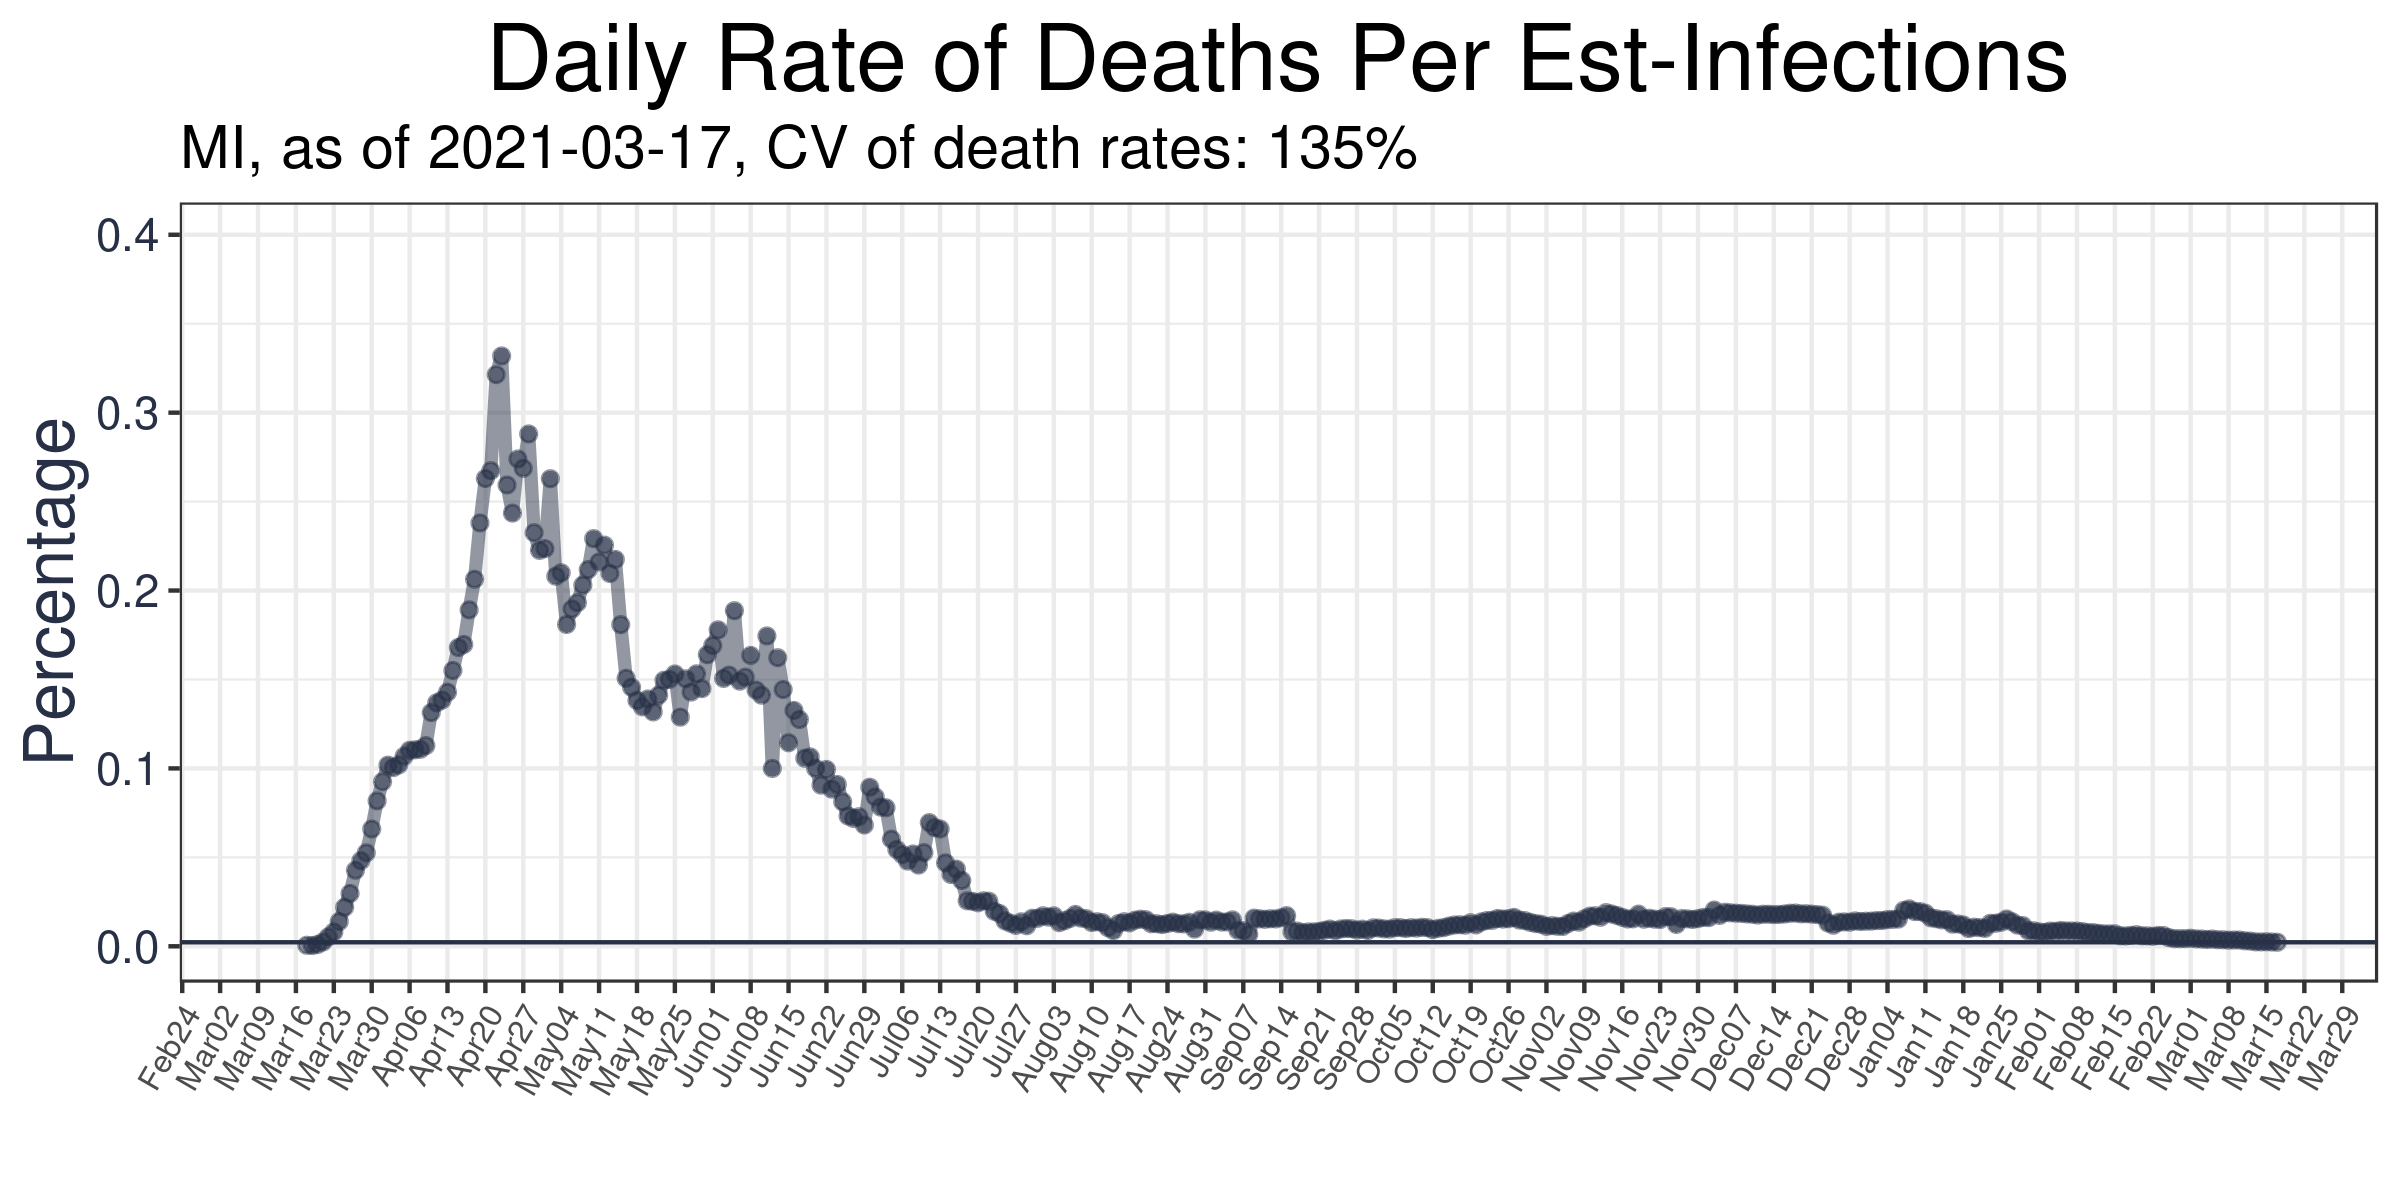 Daily Rate of Deaths Per Est-Infections
MI, as of 2021-03-17, CV of death rates: 135%
Percentage
0.4
0.3
0.2
0.1
0.0
Feb24 Mar02 Mar09 Mar16 Mar23 Mar30 Apr06 Apr13 Apr20 Apr27 May04 May11 May18 May25 Jun01 Jun08 Jun15 Jun22 Jun29 Jul06 Jul13 Jul20 Jul27 Aug03 Aug10 Aug17 Aug24 Aug31 Sep07 Sep14 Sep21 Sep28 Oct05 Oct12 Oct19 Oct26 Nov02 Nov09 Nov16 Nov23 Nov30 Dec07 Dec14 Dec21 Dec28 Jan04 Jan11 Jan18 Jan25 Feb01 Feb08 Feb15 Feb22 Mar01 Mar08 Mar15 Mar22 Mar29